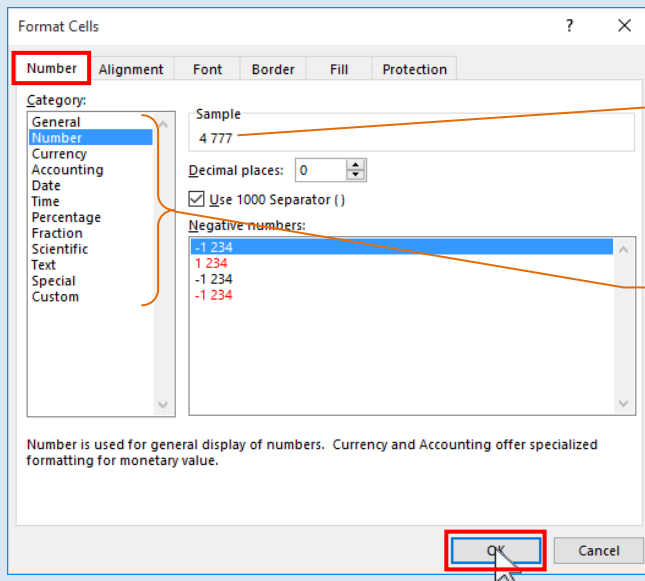 Format Cells
?
Number Alignment Font Border Fill Protection
Category:
General
Number
Currency
Accounting
Date
Time
Percentage
Fraction
Scientific
Text
Special
Custom
Sample
4 777
Decimal places: 0
Use 1000 Separator ( )
Negative numbers:
-1 234
1 234
-1 234
-1 234
Number is used for general display of numbers. Currency and Accounting offer specialized
formatting for monetary value.
OK Cancel